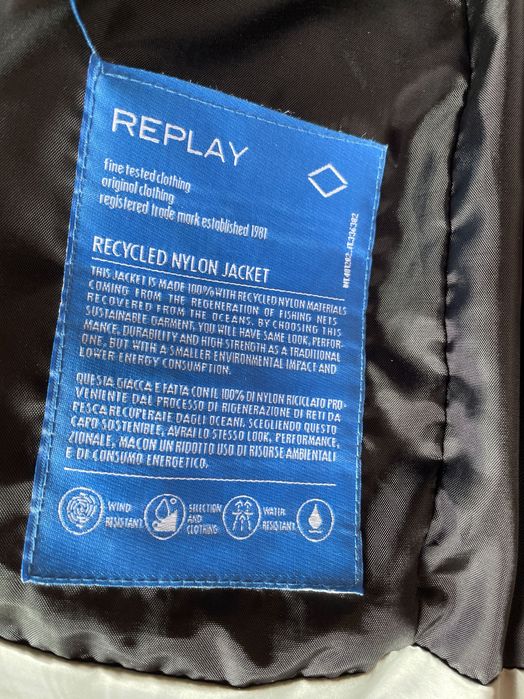 REPLAY
fine tested clothing
original clothing
registered trade mark established 1981
RECYCLED NYLON JACKET
THIS JACKET IS MADE 100% WITH RECYCLED NYLON MATERIALS
COMING FROM THE REGENERATION OF FISHING NETS
RECOVERED FROM THE OCEANS. BY CHOOSING THIS
SUSTAINABLE GARMENT, YOU WILL HAVE SAME LOOK, PERFOR-
MANCE, DURABILITY AND HIGH STRENGTH AS A TRADITIONAL
ONE, BUT WITH A SMALLER ENVIRONMENTAL IMPACT AND
LOWER ENERGY CONSUMPTION.
QUESTA GIACCA E FATTA CON IL 100% DI NYLON RICICLATO PRO-
VENIENTE DAL PROCESSO DI RIGENERAZIONE DI RETI DA
PESCA RECUPERATE DAGLI OCEANI. SCEGLIENDO QUESTO
CAPO SOSTENIBILE, AVRAI LO STESSO LOOK, PERFORMANCE,
ZIONALE, MA CON UN RIDOTTO USO DI RISORSE AMBIENTALI
E DI CONSUMO ENERGETICO.
WIND
RESISTANT
SELECTION
AND
CLOTHING
WATER
RESISTANT